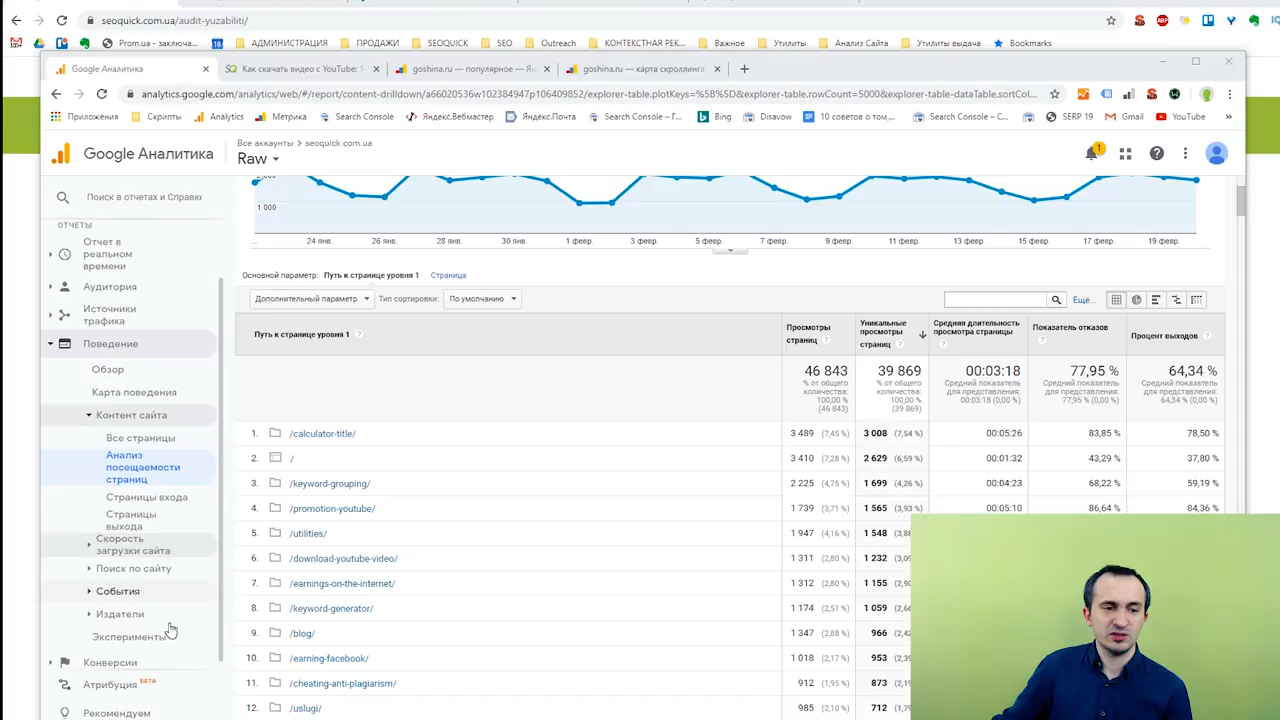 seoquick.com.ua/audit-yuzabiliti/
Prom.ua - заключа...
АДМИНИСТРАЦИЯ
ПРОДАЖИ
SEOQUICK
SEO
Outreach
КОНТЕКСТНАЯ РЕК...
Важное
Утилиты
Анализ Сайта
Утилиты выдача
Bookmarks
Google Аналитика
Как скачать видео с YouTube: 1
goshina.ru — популярное — Ян
goshina.ru — карта скроллинга
analytics.google.com/analytics/web/#/report/content-drilldown/a66020536w102384947p106409852/explorer-table.plotKeys=%5B%5D&explorer-table.rowCount=5000&explorer-table-dataTable.sortCol...
Приложения
Скрипты
Analytics
Метрика
Search Console
Яндекс.Вебмастер
Яндекс.Почта
Search Console – Г...
Bing
Disavow
10 советов о том,...
Search Console – С...
SERP 19
Gmail
YouTube
»
Google Аналитика
Все аккаунты > seoquick.com.ua
Raw
1
Поиск в отчетах и Справке
ОТЧЕТЫ
Отчет в
реальном
времени
Аудитория
Источники
трафика
Поведение
Обзор
Карта поведения
Контент сайта
Все страницы
Анализ
посещаемости
страниц
Страницы входа
Страницы
выхода
Скорость
загрузки сайта
Поиск по сайту
События
Издатели
Эксперименты
Конверсии
Атрибуция BETA
Рекомендуем
1 000
...
24 янв.
26 янв.
28 янв.
30 янв.
1 февр.
3 февр.
5 февр.
7 февр.
9 февр.
11 февр.
13 февр.
15 февр.
17 февр.
19 февр.
Основной параметр: Путь к странице уровня 1 Страница
Дополнительный параметр
Тип сортировки:
По умолчанию
Ещё...
Путь к странице уровня 1 ?
Просмотры
страниц ?
Уникальные
просмотры
страниц ?
Средняя длительность
просмотра страницы
?
Показатель отказов
?
Процент выходов ?
46 843
% от общего
количества:
100,00 %
(46 843)
39 869
% от общего
количества:
100,00 %
(39 869)
00:03:18
Средний показатель
для представления:
00:03:18 (0,00 %)
77,95 %
Средний показатель
для представления:
77,95 % (0,00 %)
64,34 %
Средний показатель
для представления:
64,34 % (0,00 %)
1. /calculator-title/ 3 489 (7,45 %) 3 008 (7,54 %) 00:05:26 83,85 % 78,50 %
2. / 3 410 (7,28 %) 2 629 (6,59 %) 00:01:32 43,29 % 37,80 %
3. /keyword-grouping/ 2 225 (4,75 %) 1 699 (4,26 %) 00:04:23 68,22 % 59,19 %
4. /promotion-youtube/ 1 739 (3,71 %) 1 565 (3,93 %) 00:05:10 86,64 % 84,36 %
5. /utilities/ 1 947 (4,16 %) 1 548
6. /download-youtube-video/ 1 311 (2,80 %) 1 232
7. /earnings-on-the-internet/ 1 312 (2,80 %) 1 155
8. /keyword-generator/ 1 174 (2,51 %) 1 059
9. /blog/ 1 347 (2,88 %) 966
10. /earning-facebook/ 1 018 (2,17 %) 953
11. /cheating-anti-plagiarism/ 912 (1,95 %) 873
12. /uslugi/ 985 (2,10 %) 712